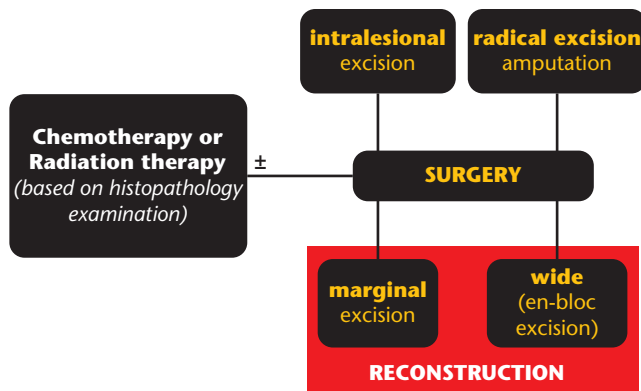 intralesional
excision
radical excision
amputation
Chemotherapy or
Radiation therapy
(based on histopathology
examination)
±
SURGERY
marginal
excision
wide
(en-bloc
excision)
RECONSTRUCTION